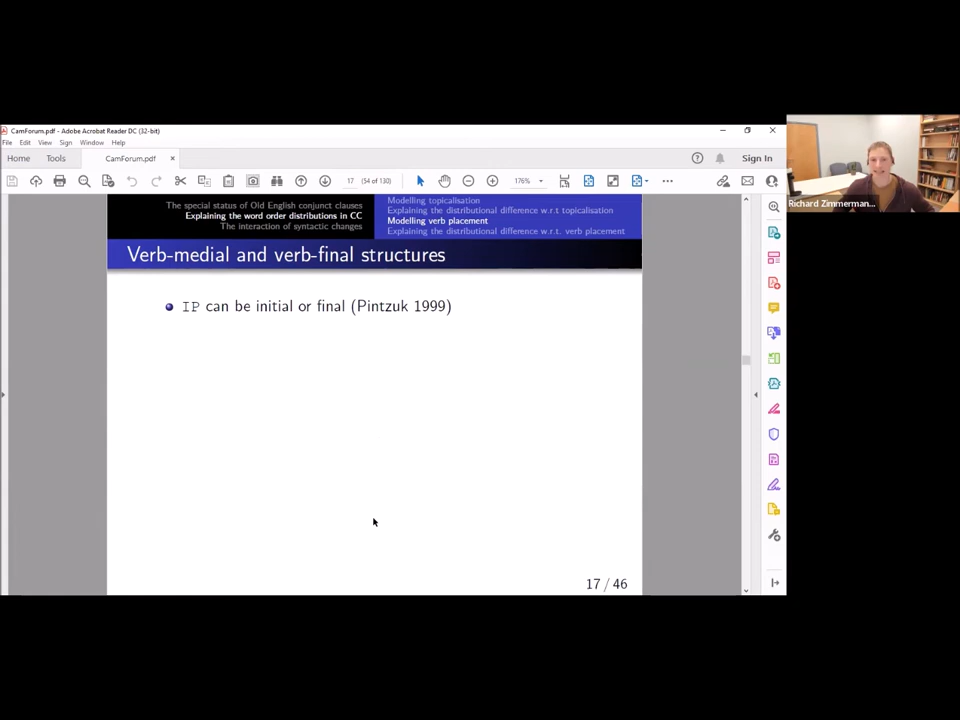 CamForum.pdf - Adobe Acrobat Reader DC (32-bit)
File Edit View Sign Window Help
Home Tools CamForum.pdf × Sign In
17 (54 of 130) 176%
The special status of Old English conjunct clauses
Explaining the word order distributions in CC
The interaction of syntactic changes
Modelling topicalisation
Explaining the distributional difference w.r.t topicalisation
Modelling verb placement
Explaining the distributional difference w.r.t. verb placement
Verb-medial and verb-final structures
IP can be initial or final (Pintzuk 1999)
17 / 46
Richard Zimmerman...